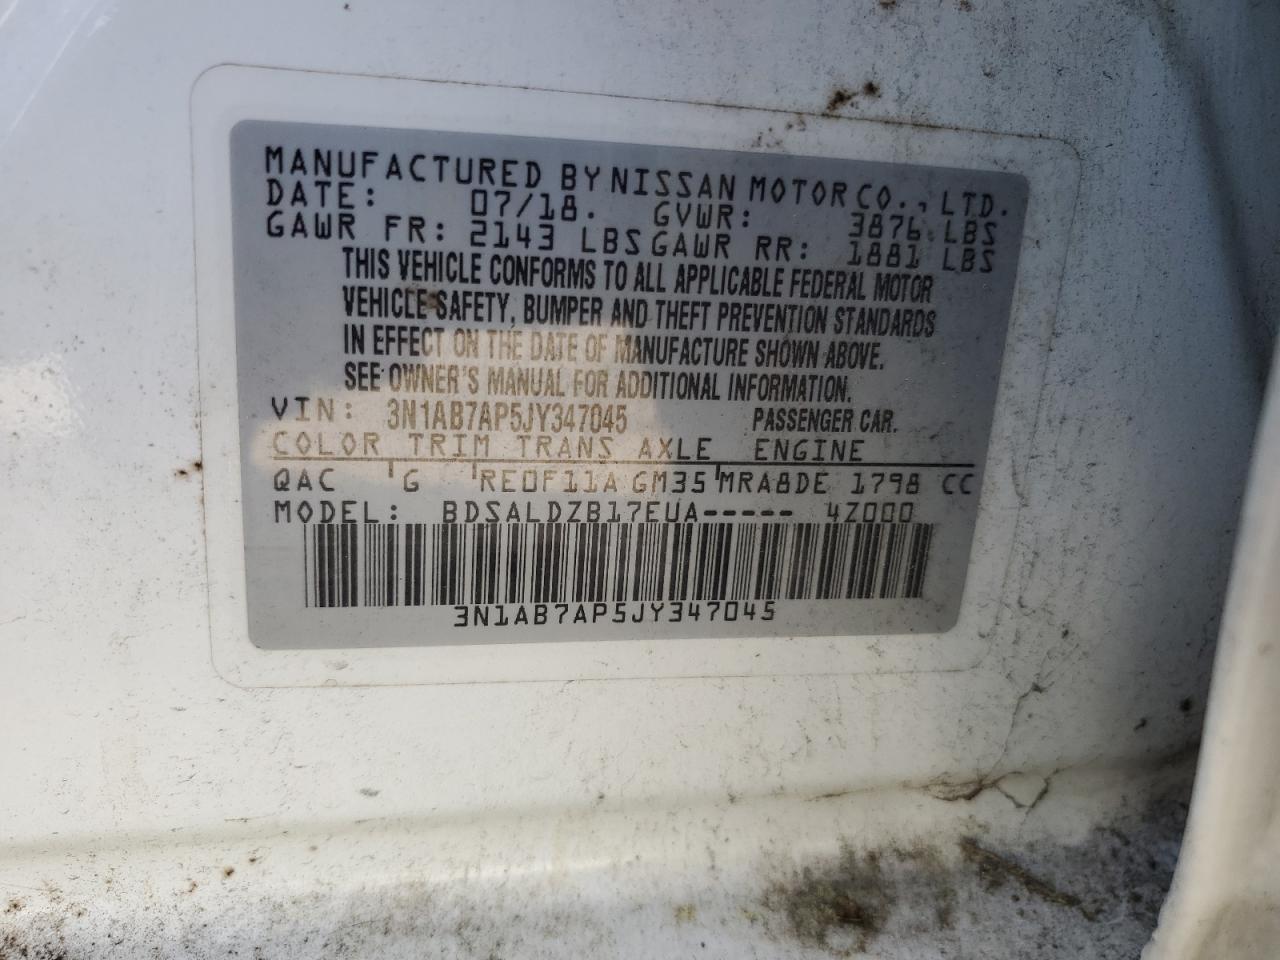 MANUFACTURED BY NISSAN MOTOR CO., LTD.
DATE: 07/18. GVWR: 3876 LBS
GAWR FR: 2143 LBS GAWR RR: 1881 LBS
THIS VEHICLE CONFORMS TO ALL APPLICABLE FEDERAL MOTOR
VEHICLE SAFETY, BUMPER AND THEFT PREVENTION STANDARDS
IN EFFECT ON THE DATE OF MANUFACTURE SHOWN ABOVE.
SEE OWNER'S MANUAL FOR ADDITIONAL INFORMATION.
VIN: 3N1AB7AP5JY347045 PASSENGER CAR.
COLOR TRIM TRANS AXLE ENGINE
QAC G RE0F11A GM35 MRA8DE 1798 CC
MODEL: BDSALDZB17EUA----- 4Z000
3N1AB7AP5JY347045